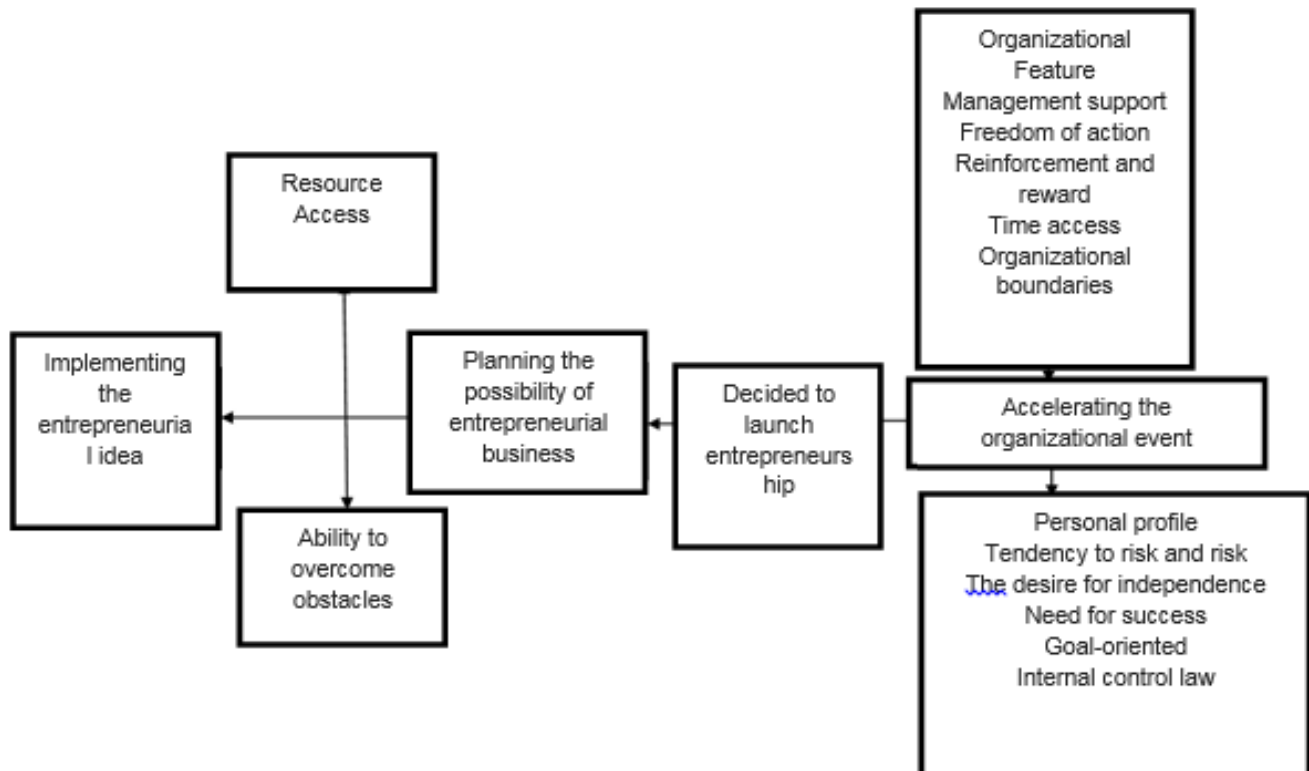 Organizational
Feature
Management support
Freedom of action
Reinforcement and
reward
Time access
Organizational
boundaries
Resource
Access
Implementing
the
entrepreneuria
l idea
Planning the
possibility of
entrepreneurial
business
Decided to
launch
entrepreneurs
hip
Accelerating the
organizational event
Ability to
overcome
obstacles
Personal profile
Tendency to risk and risk
The desire for independence
Need for success
Goal-oriented
Internal control law